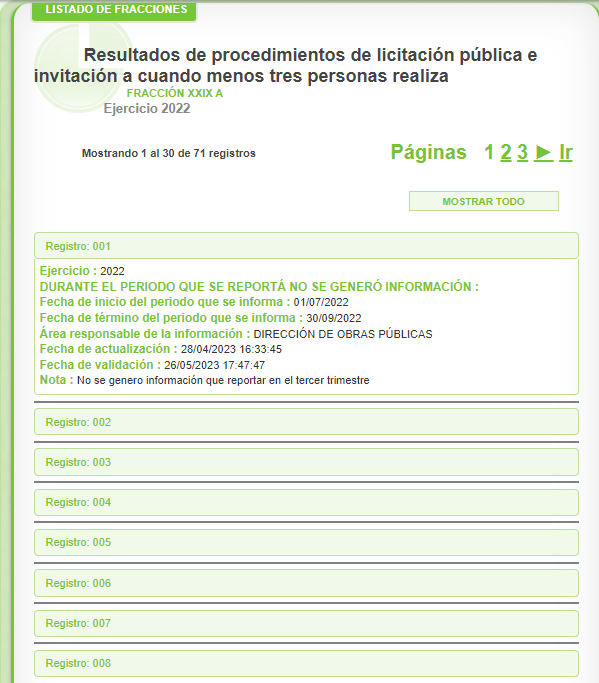 LISTADO DE FRACCIONES
Resultados de procedimientos de licitación pública e
invitación a cuando menos tres personas realiza
FRACCIÓN XXIX A
Ejercicio 2022
Mostrando 1 al 30 de 71 registros
Páginas 1 2 3 ► Ir
MOSTRAR TODO
Registro: 001
Ejercicio : 2022
DURANTE EL PERIODO QUE SE REPORTÁ NO SE GENERÓ INFORMACIÓN :
Fecha de inicio del periodo que se informa : 01/07/2022
Fecha de término del periodo que se informa : 30/09/2022
Área responsable de la información : DIRECCIÓN DE OBRAS PÚBLICAS
Fecha de actualización : 28/04/2023 16:33:45
Fecha de validación : 26/05/2023 17:47:47
Nota : No se genero información que reportar en el tercer trimestre
Registro: 002
Registro: 003
Registro: 004
Registro: 005
Registro: 006
Registro: 007
Registro: 008